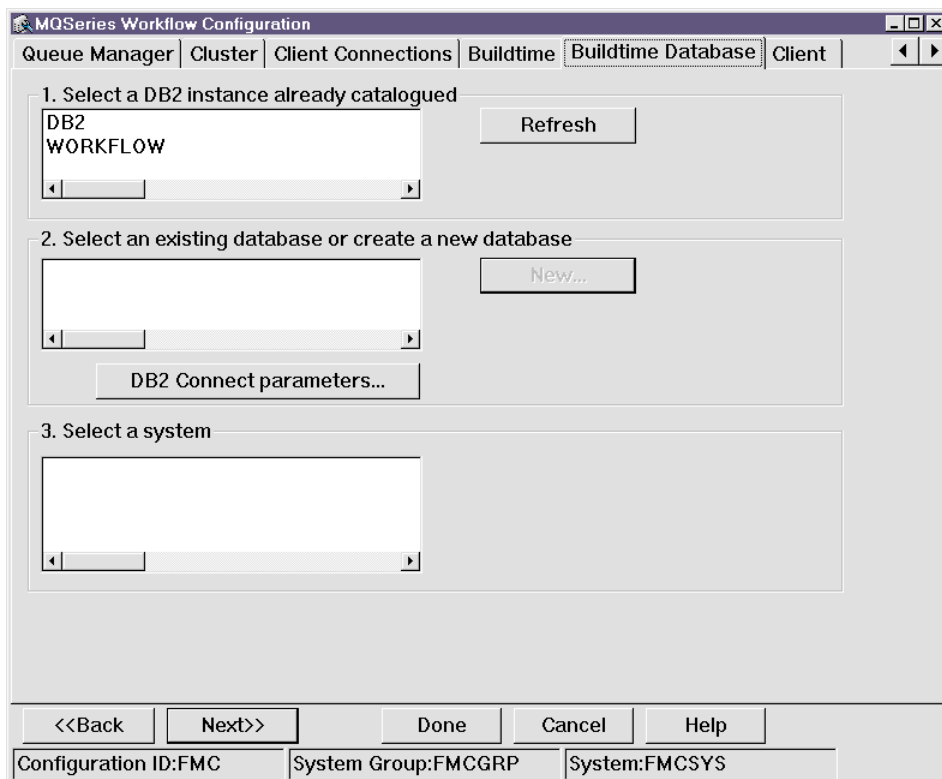 MQSeries Workflow Configuration
Queue Manager Cluster Client Connections Buildtime Buildtime Database Client
1. Select a DB2 instance already catalogued
DB2
WORKFLOW
Refresh
2. Select an existing database or create a new database
New...
DB2 Connect parameters...
3. Select a system
<<Back Next>> Done Cancel Help
Configuration ID:FMC System Group:FMCGRP System:FMCSYS